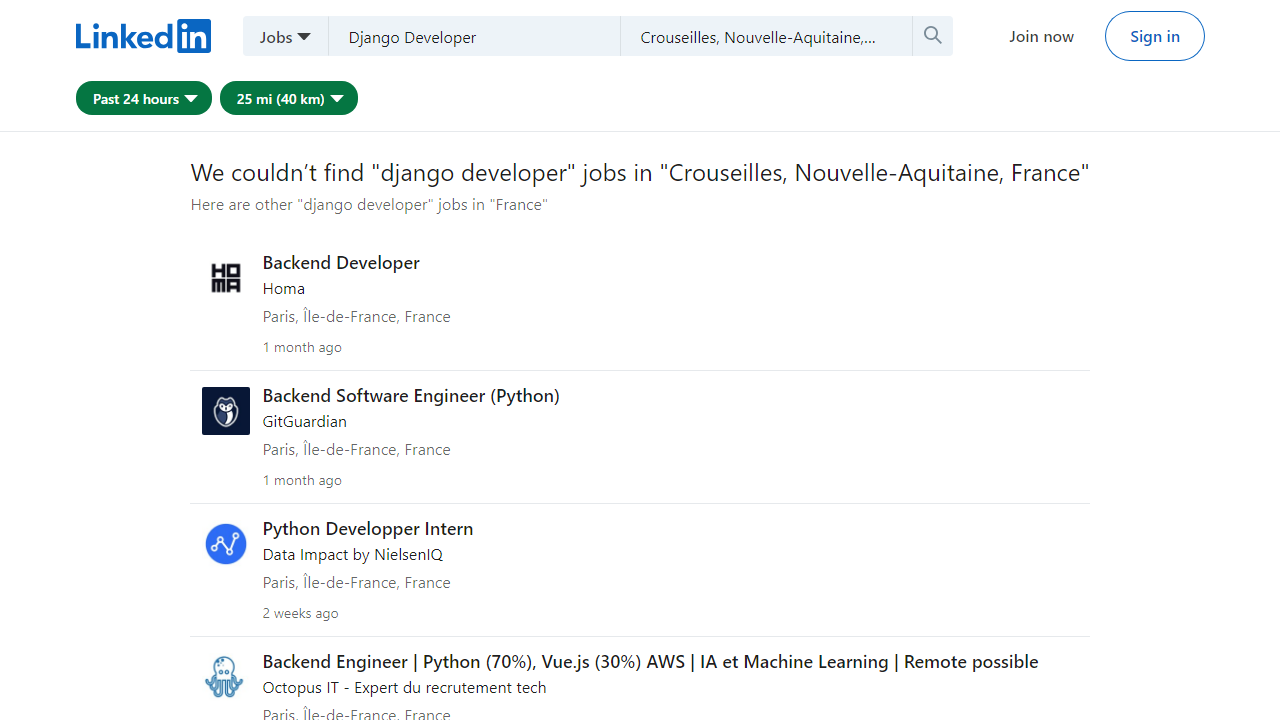 LinkedIn
Jobs
Django Developer
Crouseilles, Nouvelle-Aquitaine,...
Join now
Sign in
Past 24 hours
25 mi (40 km)
We couldn’t find "django developer" jobs in "Crouseilles, Nouvelle-Aquitaine, France"
Here are other "django developer" jobs in "France"
HOMA
Backend Developer
Homa
Paris, Île-de-France, France
1 month ago
Backend Software Engineer (Python)
GitGuardian
Paris, Île-de-France, France
1 month ago
Python Developper Intern
Data Impact by NielsenIQ
Paris, Île-de-France, France
2 weeks ago
Backend Engineer | Python (70%), Vue.js (30%) AWS | IA et Machine Learning | Remote possible
Octopus IT - Expert du recrutement tech
Paris, Île-de-France, France